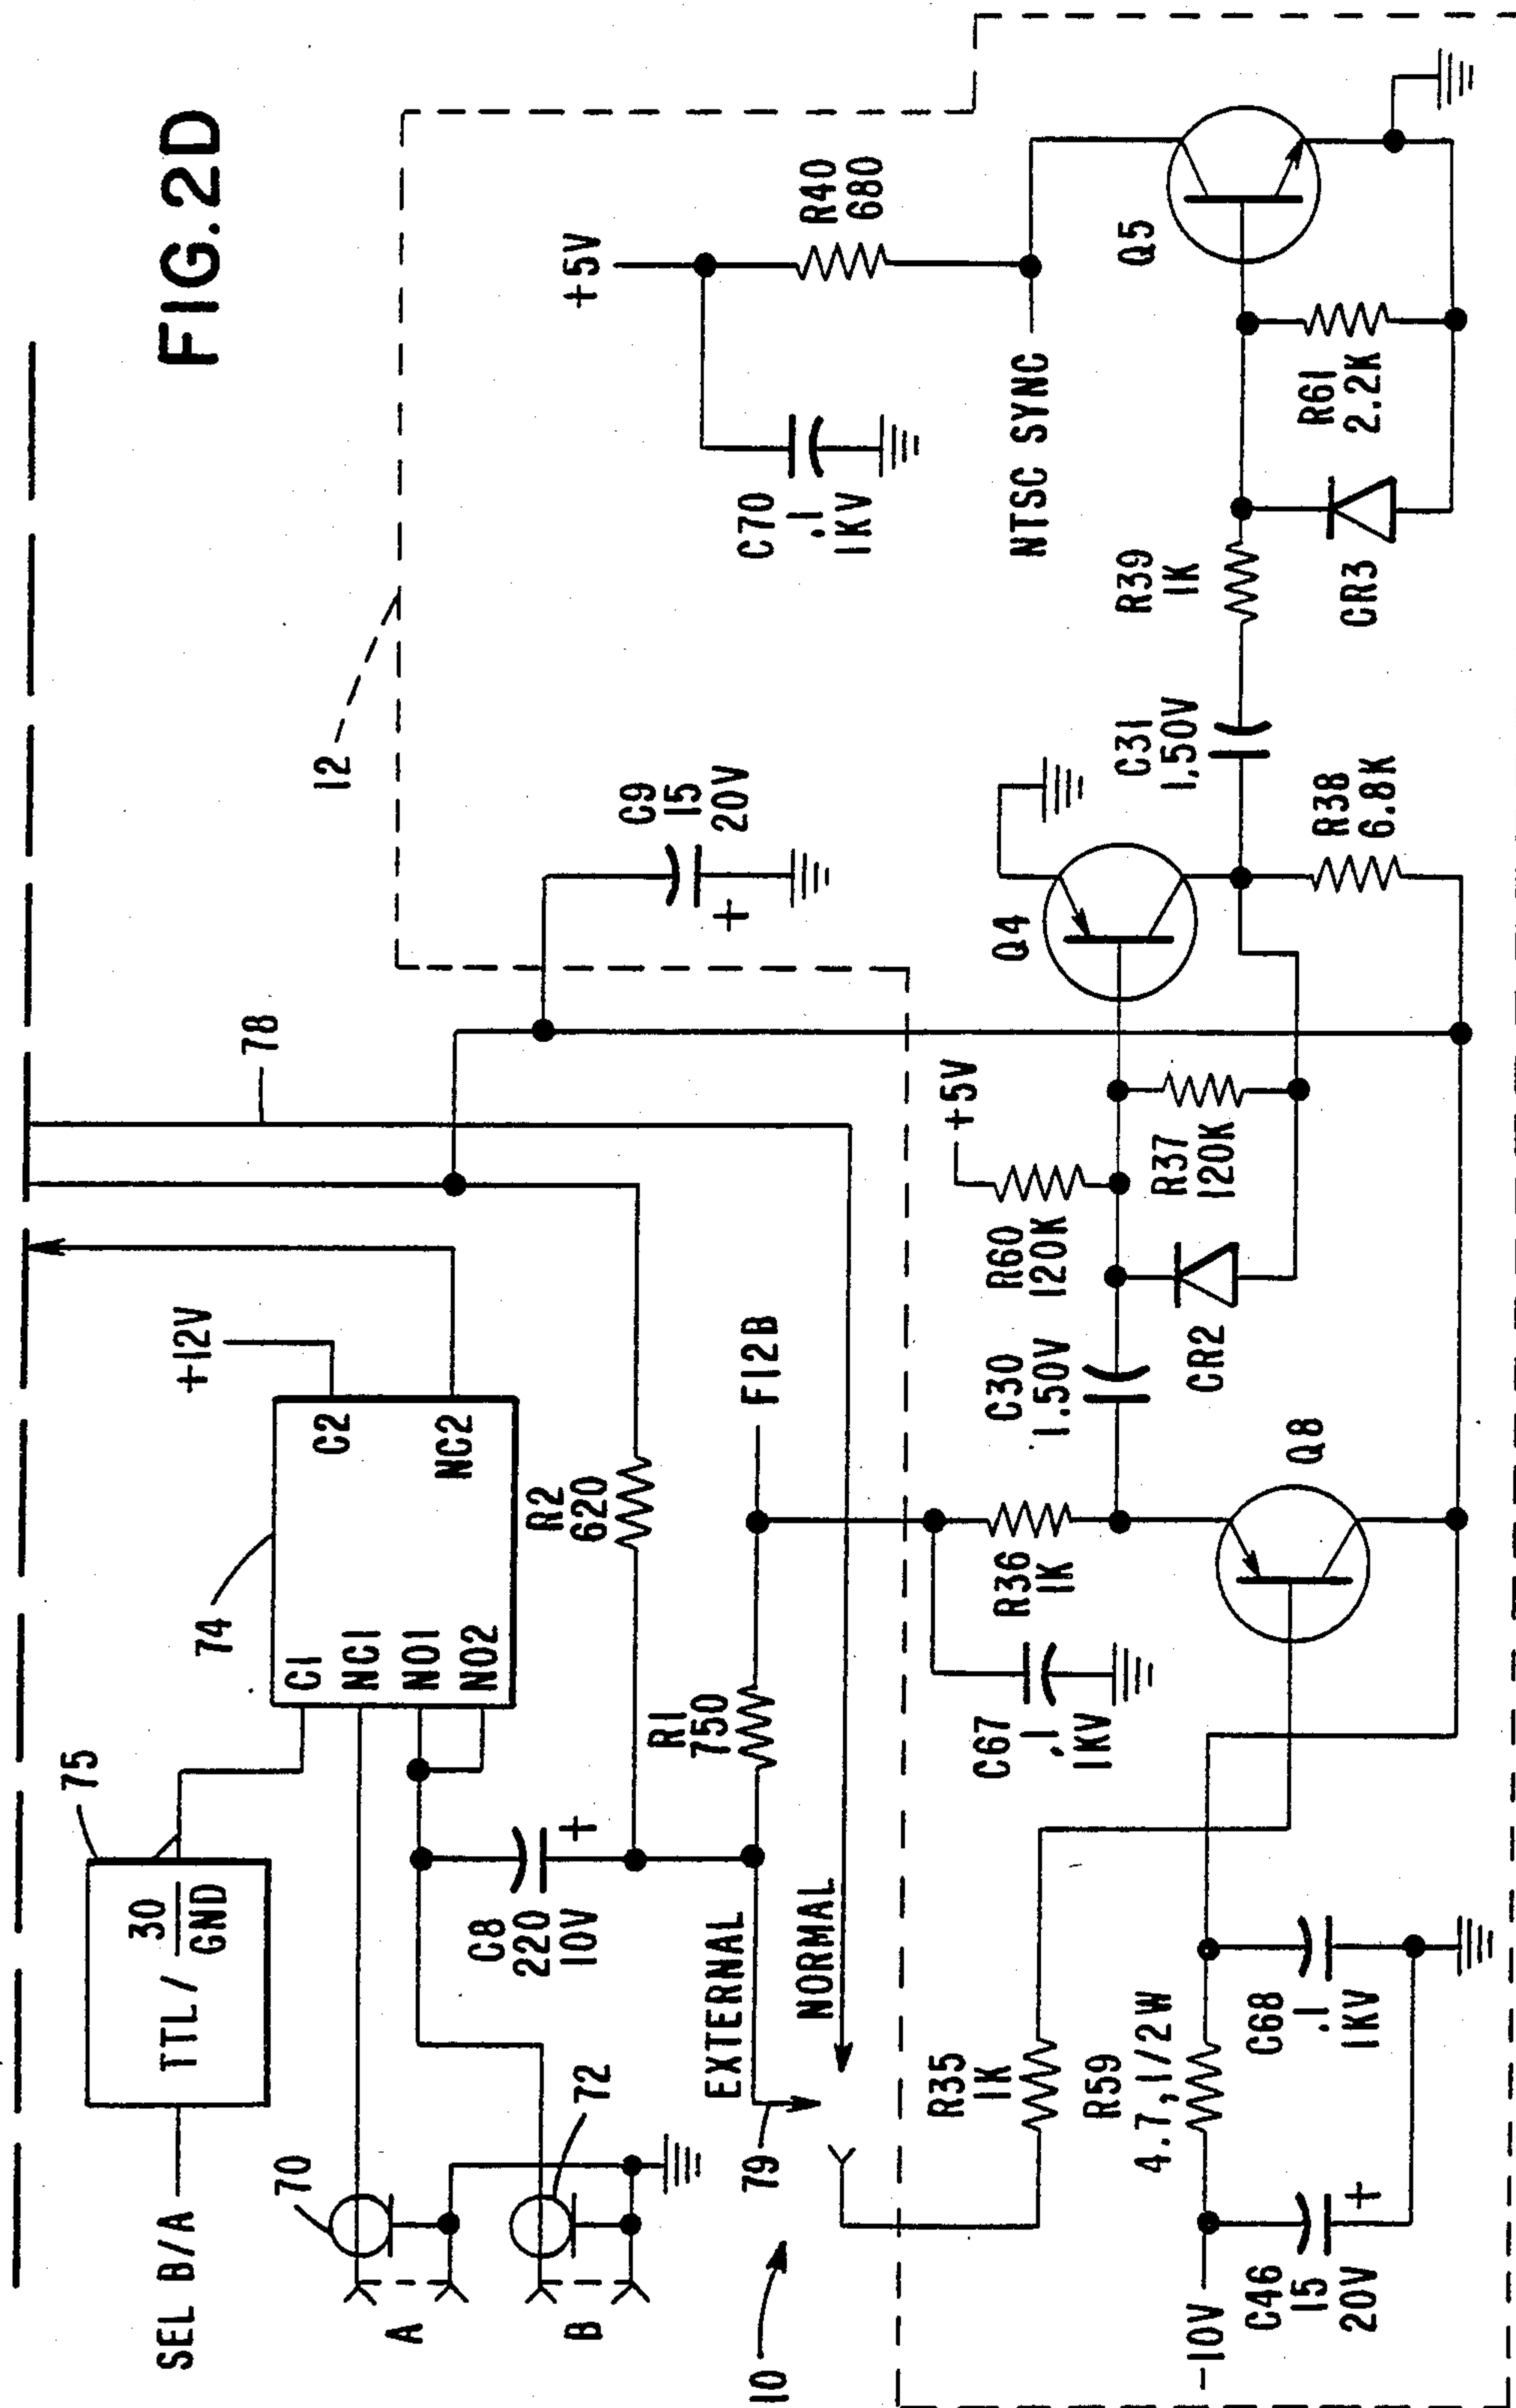 FIG.2D
SEL B/A
TTL/
30
GND
75
74
C1
NC1
NO1
NO2
C2
NC2
+12V
70
A
B
72
78
12
C8
220
10V
+
R2
620
R1
750
F12B
C9
15
20V
+
EXTERNAL
NORMAL
79
10
+5V
C70
.1
1KV
R40
680
NTSC SYNC
C67
.1
1KV
R36
1K
C30
1.50V
R60
120K
+5V
R37
120K
CR2
Q4
C31
1,50V
R38
6.8K
R39
1K
CR3
R61
2.2K
Q5
Q8
R35
1K
R59
4.7,1/2W
-10V
C46
15
20V
+
C68
.1
1KV